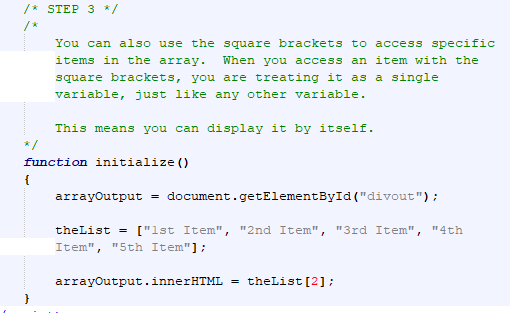 /* STEP 3 */
/*
You can also use the square brackets to access specific
items in the array.  When you access an item with the
square brackets, you are treating it as a single
variable, just like any other variable.
This means you can display it by itself.
*/
function initialize()
{
arrayOutput = document.getElementById("divout");
theList = ["1st Item", "2nd Item", "3rd Item", "4th
Item", "5th Item"];
arrayOutput.innerHTML = theList[2];
}